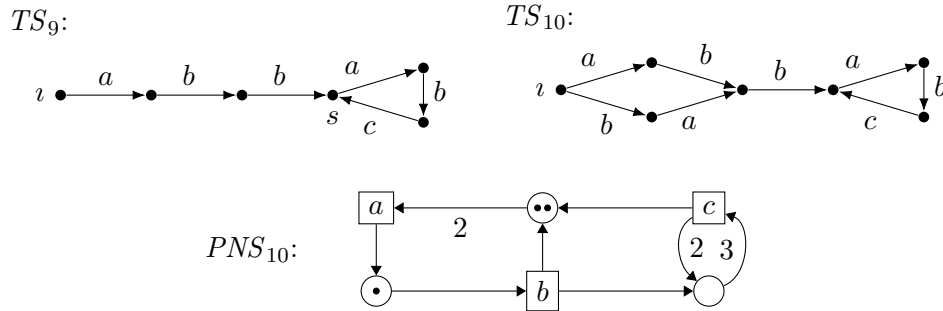 TS₉:
TS₁₀:
a b b a b c
ı s
a b b a b c
ı b a
PNS₁₀:
a 2 c
2 3
b